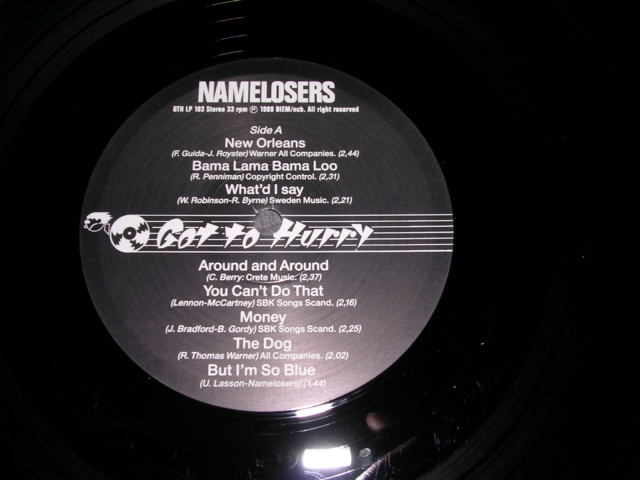 NAMELOSERS
GTH LP 103 Stereo 33 rpm Ⓟ 1989 BIEM/ncb. All right reserved
Side A
New Orleans
(F. Guida-J. Royster) Warner All Companies. (2,44)
Bama Lama Bama Loo
(R. Penniman) Copyright Control. (2,31)
What'd I say
(W. Robinson-R. Byrne) Sweden Music. (2,21)
Got to Hurry
Around and Around
(C. Berry: Crete Music. (2,37)
You Can't Do That
(Lennon-McCartney) SBK Songs Scand. (2,16)
Money
(J. Bradford-B. Gordy) SBK Songs Scand. (2,25)
The Dog
(R. Thomas Warner) All Companies. (2,02)
But I'm So Blue
(U. Lasson-Namelosers) (1,44)